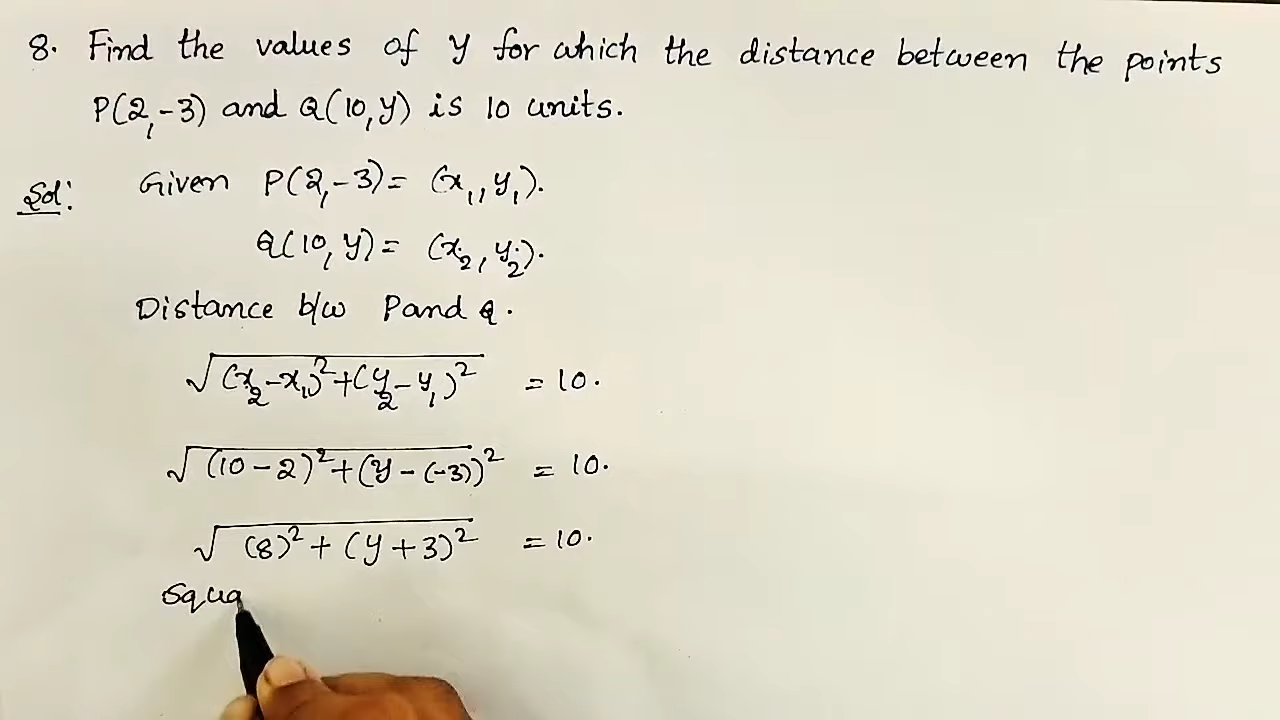 8. Find the values of y for which the distance between the points
P(2,-3) and Q(10,y) is 10 units.
Sol: Given P(2,-3) = (x₁, y₁).
Q(10, y) = (x₂, y₂).
Distance b/w P and Q.
√(x₂-x₁)²+(y₂-y₁)² = 10.
√(10-2)²+(y-(-3))² = 10.
√(8)²+(y+3)² = 10.
Squa